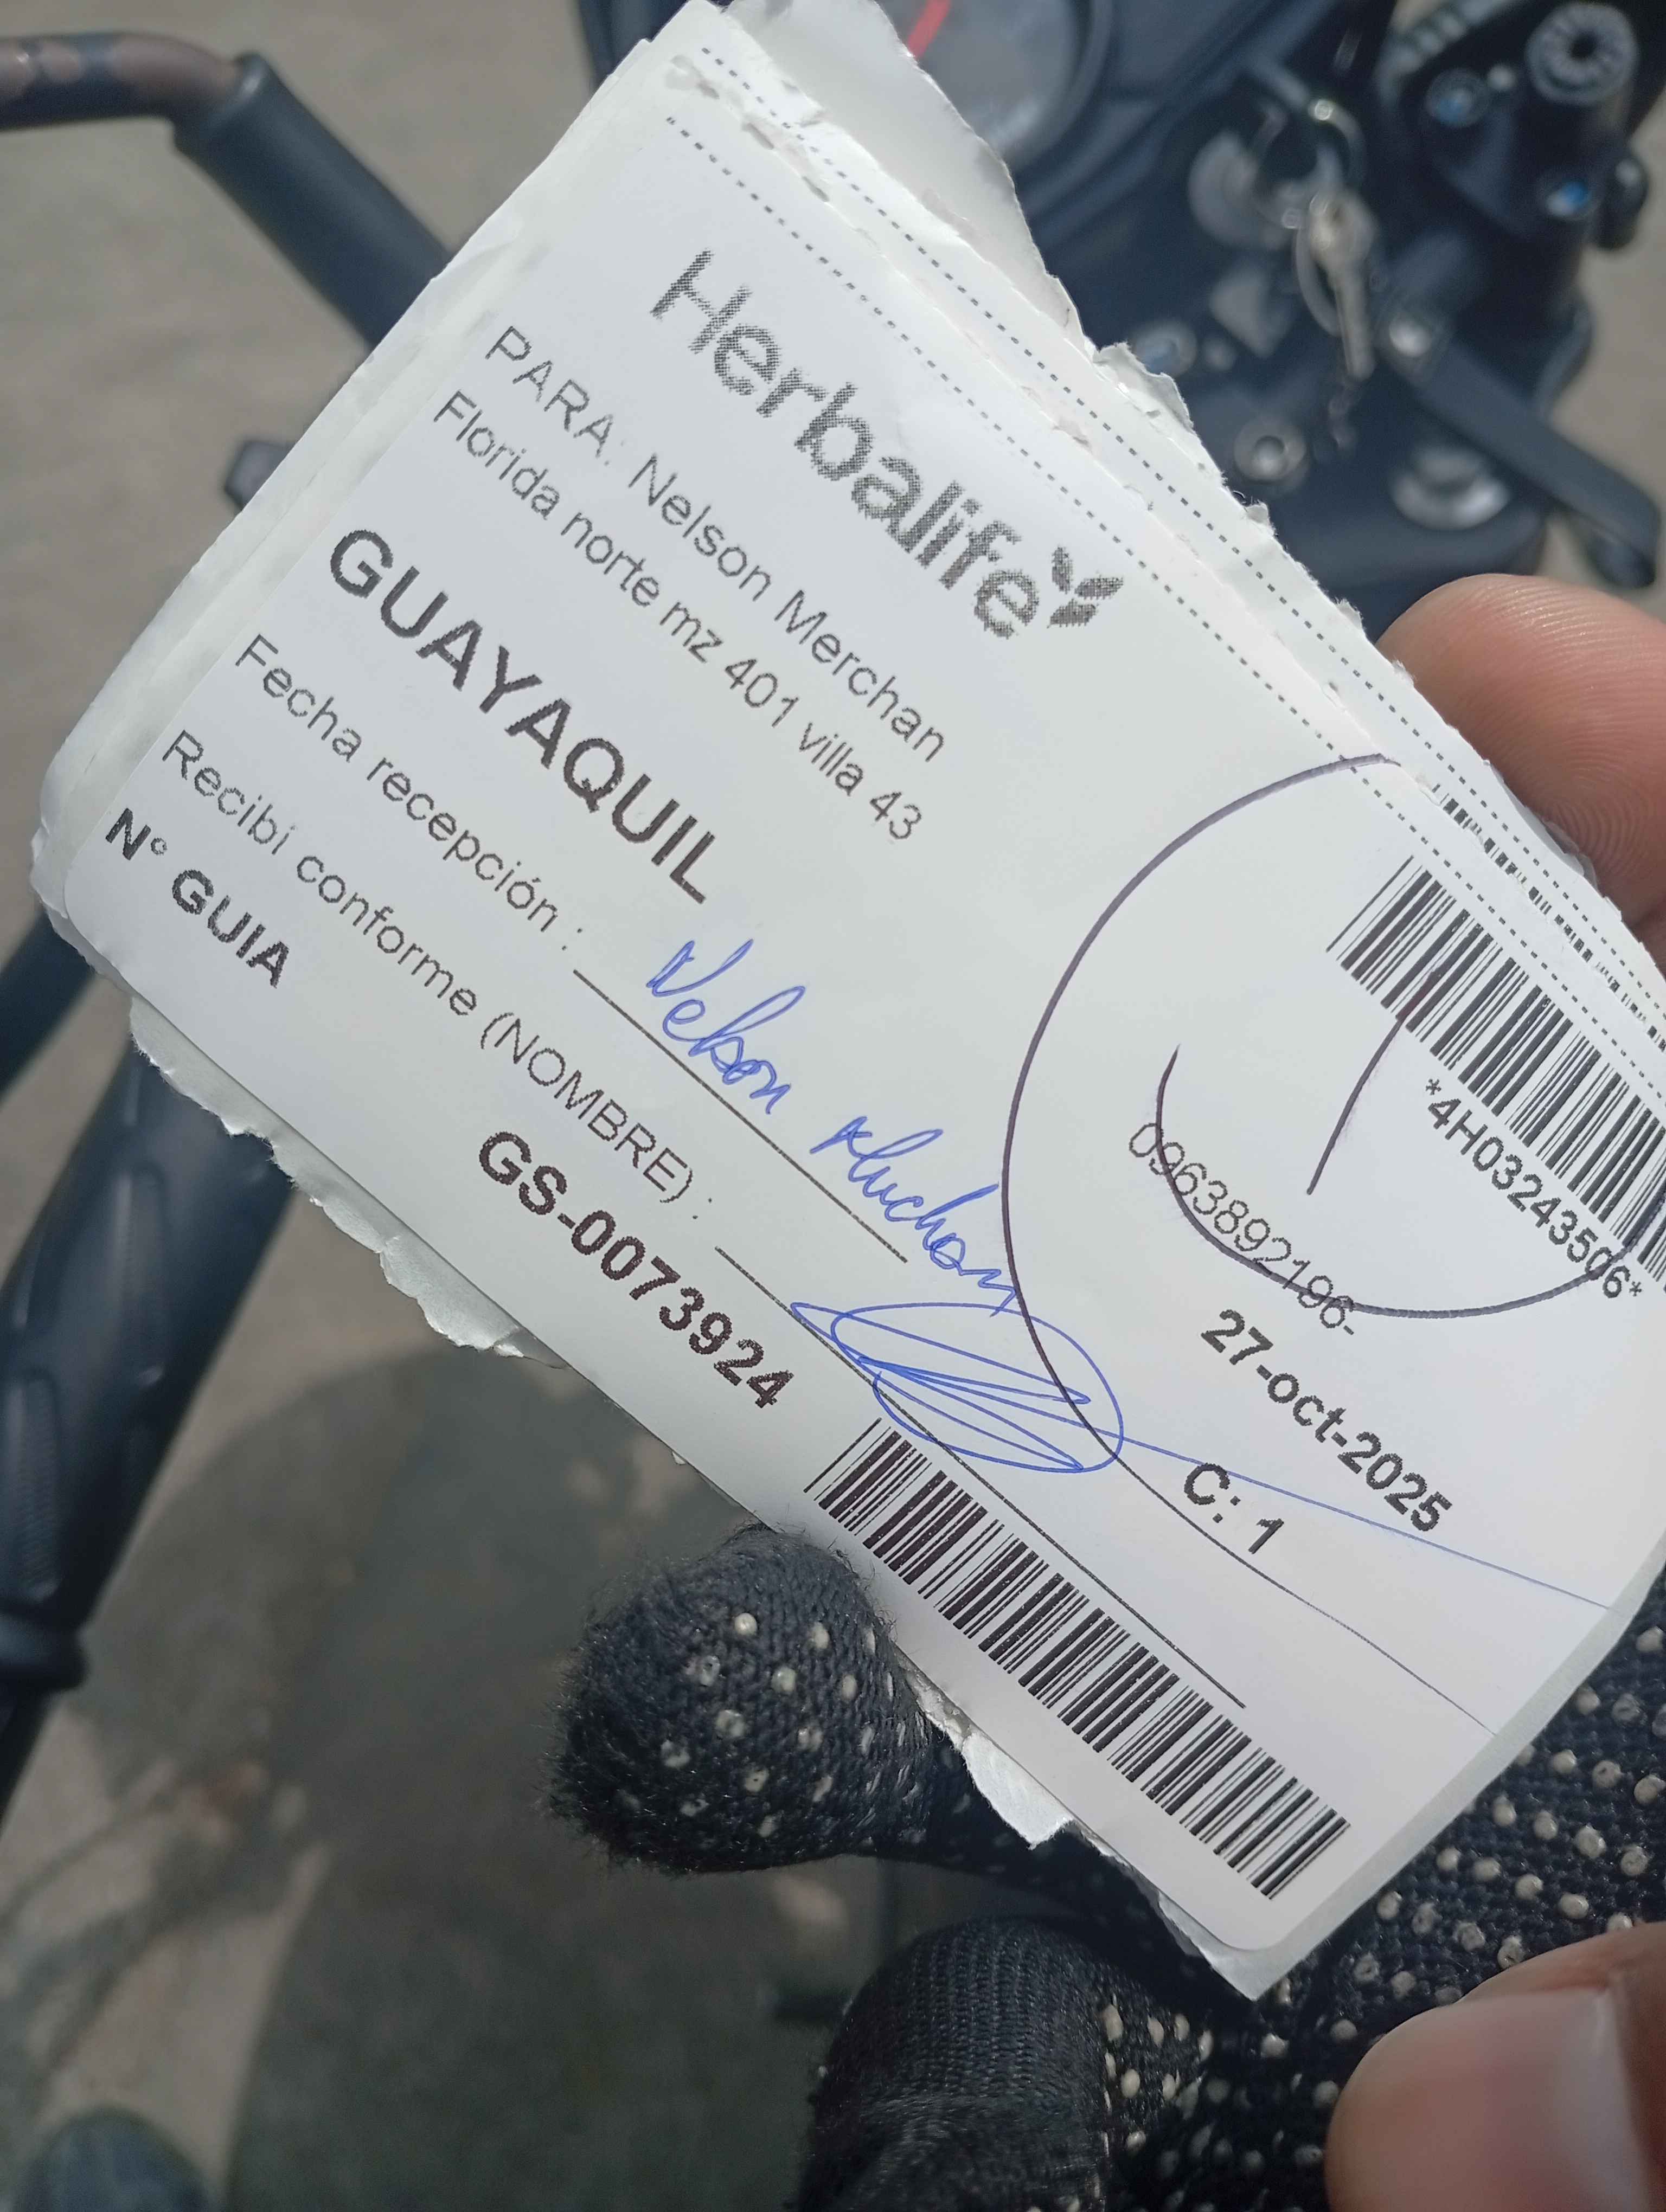 Herbalife
*4H03243506*
PARA: Nelson Merchan
0963892196-
Florida norte mz 401 villa 43
GUAYAQUIL
27-oct-2025
Fecha recepción :
Nelson Merchan
C: 1
Recibí conforme (NOMBRE) :
N° GUIA
GS-0073924